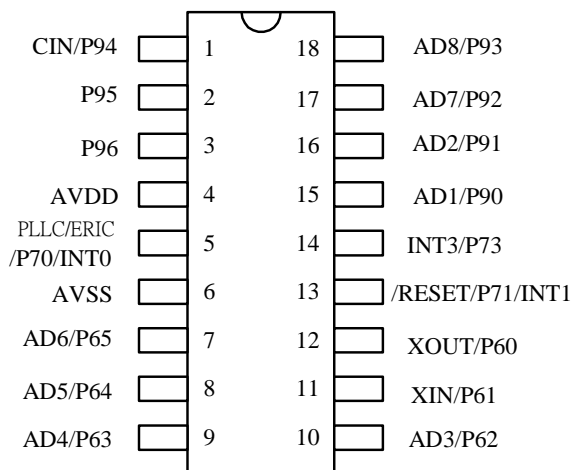 CIN/P94 1 18 AD8/P93
P95 2 17 AD7/P92
P96 3 16 AD2/P91
AVDD 4 15 AD1/P90
PLLC/ERIC
/P70/INT0 5 14 INT3/P73
AVSS 6 13 /RESET/P71/INT1
AD6/P65 7 12 XOUT/P60
AD5/P64 8 11 XIN/P61
AD4/P63 9 10 AD3/P62